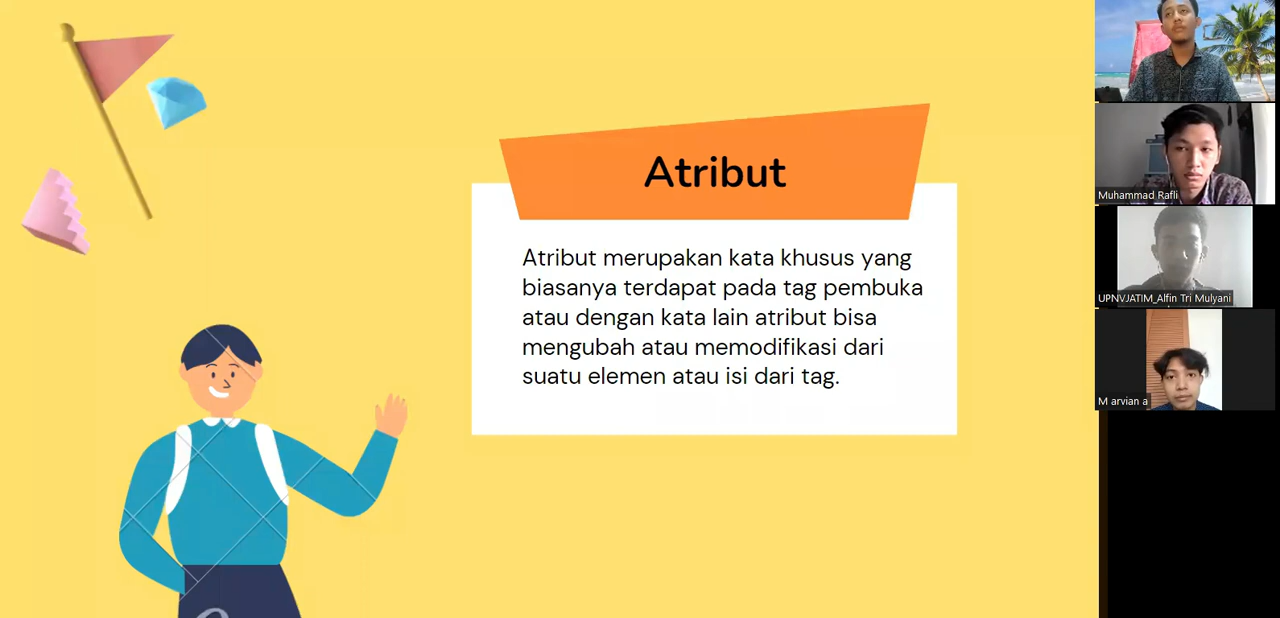 Atribut
Atribut merupakan kata khusus yang
biasanya terdapat pada tag pembuka
atau dengan kata lain atribut bisa
mengubah atau memodifikasi dari
suatu elemen atau isi dari tag.
Muhammad Rafli
UPNVJATIM_Alfin Tri Mulyani
M arvian a